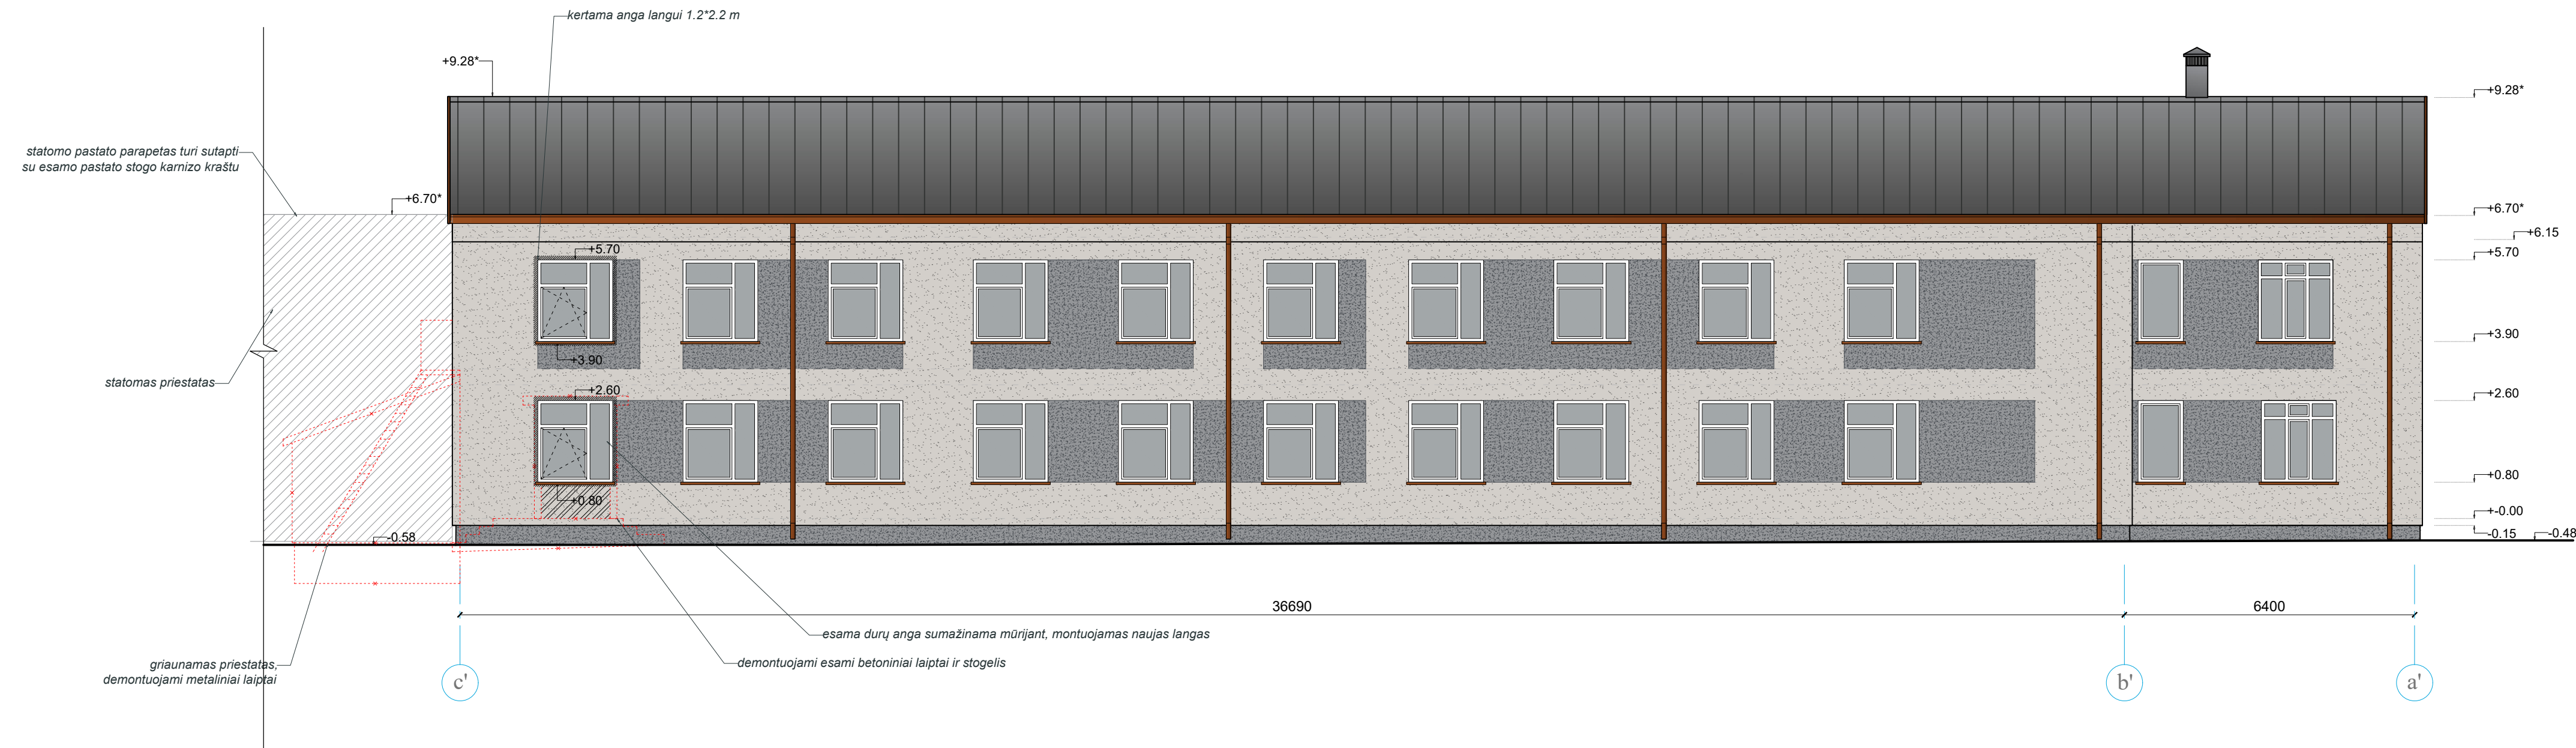 kertama anga langui 1.2*2.2 m
+9.28*
+9.28*
statomo pastato parapetas turi sutapti
su esamo pastato stogo karnizo kraštu
+6.70*
+6.70*
+6.15
+5.70
+5.70
+3.90
+3.90
statomas priestatas
+2.60
+2.60
+0.80
+0.80
+-0.00
-0.15
-0.48
-0.58
36690
6400
esama durų anga sumažinama mūrijant, montuojamas naujas langas
demontuojami esami betoniniai laiptai ir stogelis
griaunamas priestatas,
demontuojami metaliniai laiptai
c'
b'
a'